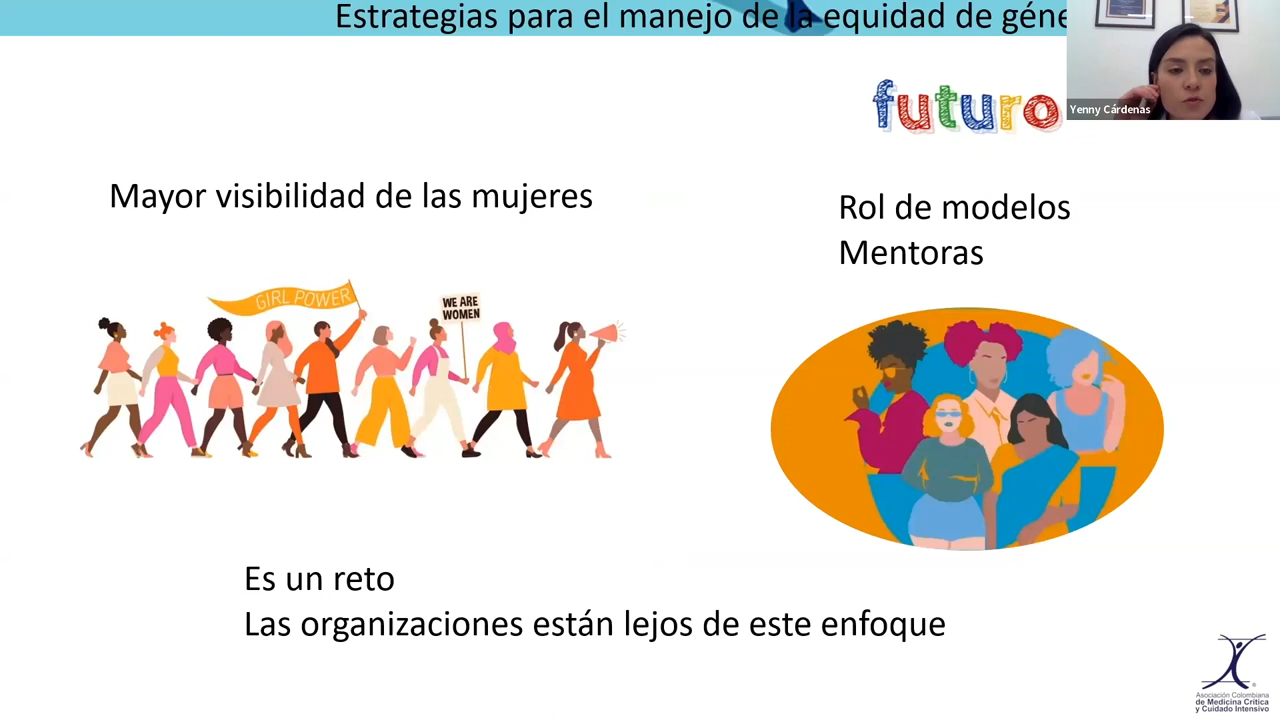 Estrategias para el manejo de la equidad de géne
Yenny Cárdenas
futuro
Mayor visibilidad de las mujeres
Rol de modelos
Mentoras
GIRL POWER
WE ARE
WOMEN
Es un reto
Las organizaciones están lejos de este enfoque
Asociación Colombiana
de Medicina Crítica
y Cuidado Intensivo